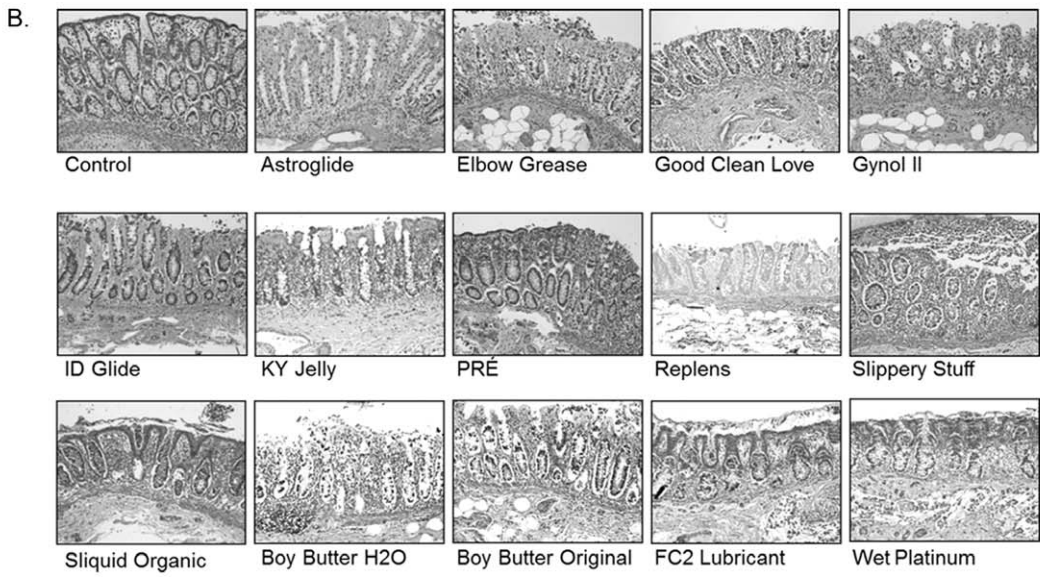 B.
Control
Astroglide
Elbow Grease
Good Clean Love
Gynol II
ID Glide
KY Jelly
PRÉ
Replens
Slippery Stuff
Sliquid Organic
Boy Butter H2O
Boy Butter Original
FC2 Lubricant
Wet Platinum